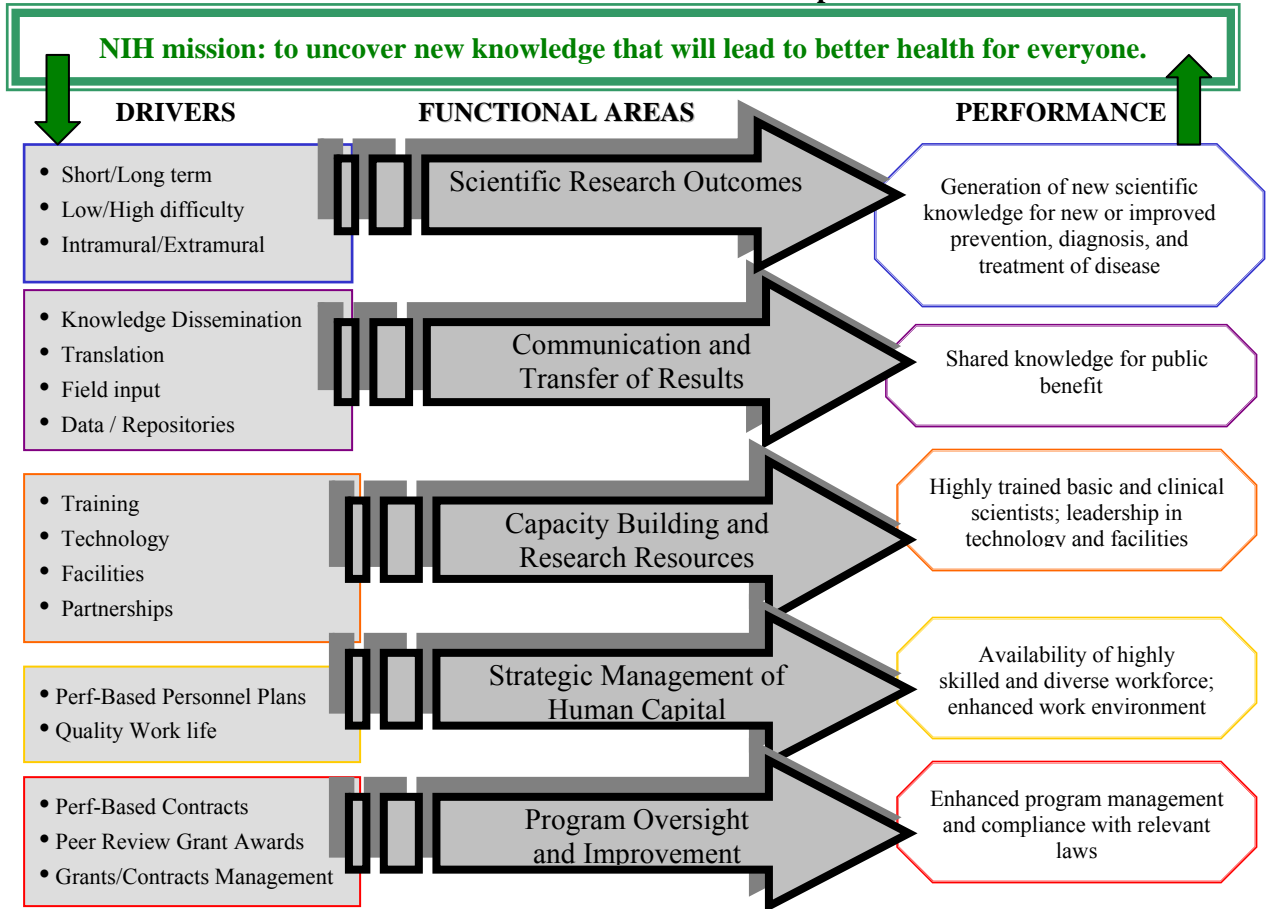 NIH mission: to uncover new knowledge that will lead to better health for everyone.
DRIVERS
FUNCTIONAL AREAS
PERFORMANCE
• Short/Long term
• Low/High difficulty
• Intramural/Extramural
Scientific Research Outcomes
Generation of new scientific
knowledge for new or improved
prevention, diagnosis, and
treatment of disease
• Knowledge Dissemination
• Translation
• Field input
• Data / Repositories
Communication and
Transfer of Results
Shared knowledge for public
benefit
• Training
• Technology
• Facilities
• Partnerships
Capacity Building and
Research Resources
Highly trained basic and clinical
scientists; leadership in
technology and facilities
• Perf-Based Personnel Plans
• Quality Work life
Strategic Management of
Human Capital
Availability of highly
skilled and diverse workforce;
enhanced work environment
• Perf-Based Contracts
• Peer Review Grant Awards
• Grants/Contracts Management
Program Oversight
and Improvement
Enhanced program management
and compliance with relevant
laws